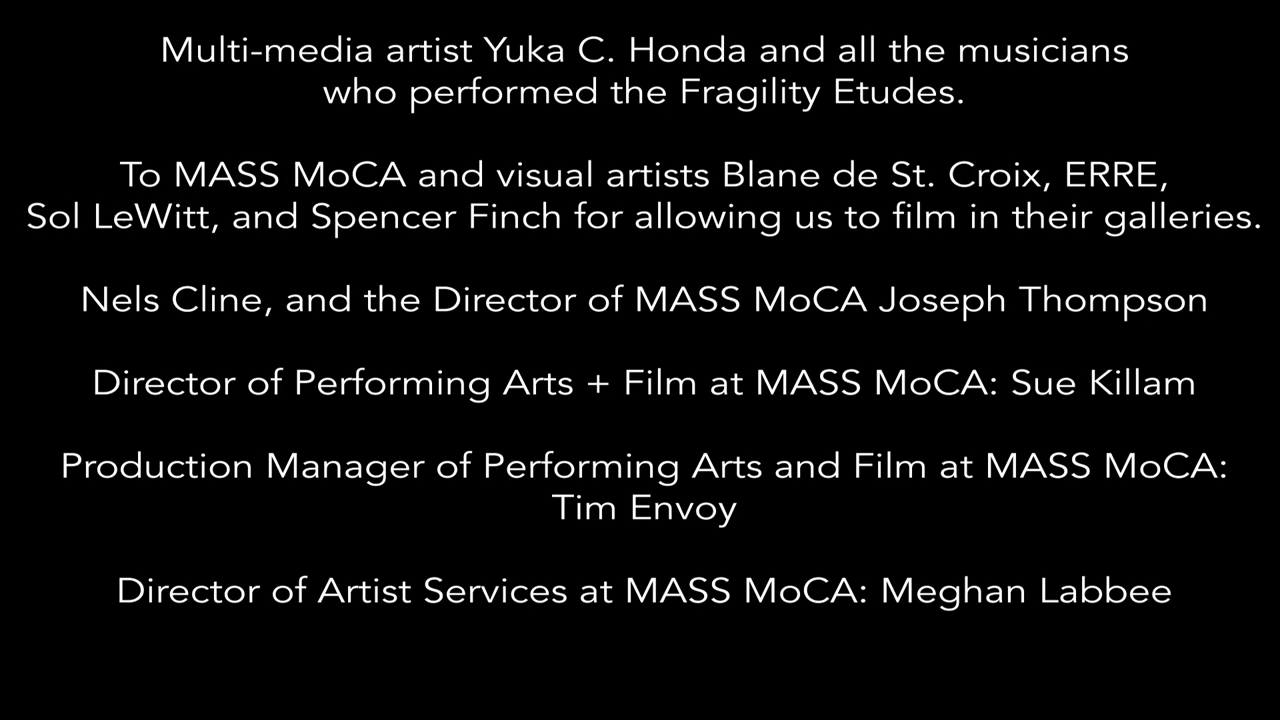 Multi-media artist Yuka C. Honda and all the musicians
who performed the Fragility Etudes.
To MASS MoCA and visual artists Blane de St. Croix, ERRE,
Sol LeWitt, and Spencer Finch for allowing us to film in their galleries.
Nels Cline, and the Director of MASS MoCA Joseph Thompson
Director of Performing Arts + Film at MASS MoCA: Sue Killam
Production Manager of Performing Arts and Film at MASS MoCA:
Tim Envoy
Director of Artist Services at MASS MoCA: Meghan Labbee